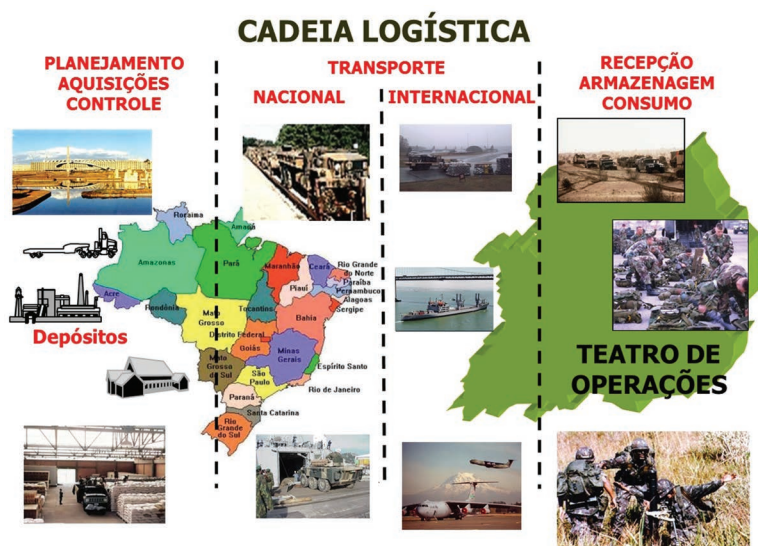 CADEIA LOGÍSTICA
PLANEJAMENTO
AQUISIÇÕES
CONTROLE
TRANSPORTE
NACIONAL
INTERNACIONAL
RECEPÇÃO
ARMAZENAGEM
CONSUMO
Depósitos
Roraima
Amapá
Amazonas
Pará
Maranhão
Ceará
Rio Grande
do Norte
Paraíba
Pernambuco
Alagoas
Sergipe
Piauí
Acre
Rondônia
Mato
Grosso
Tocantins
Bahia
Distrito Federal
Goiás
Minas
Gerais
Mato
Grosso
do Sul
Espírito Santo
São
Paulo
Rio de Janeiro
Paraná
Santa Catarina
Rio
Grande
do Sul
TEATRO DE
OPERAÇÕES